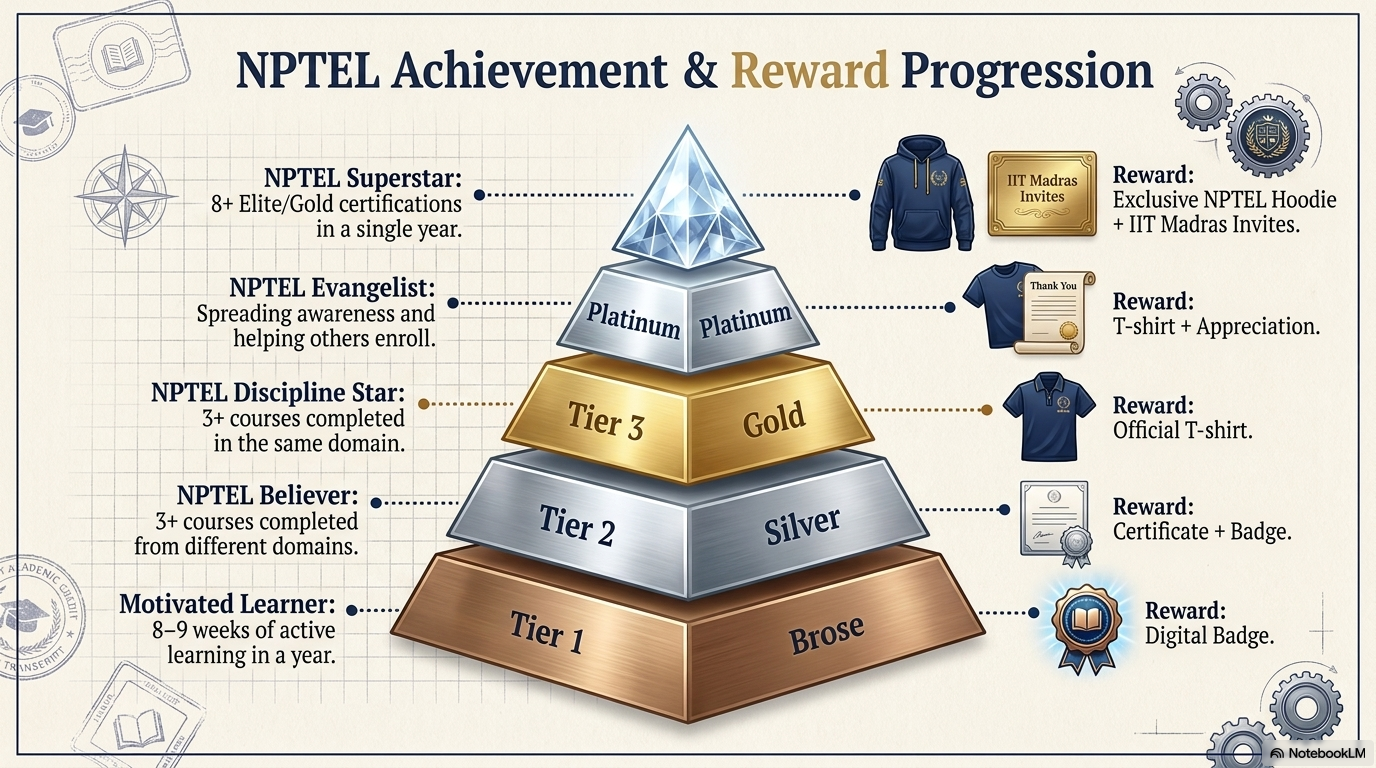 NPTEL Achievement & Reward Progression
NPTEL Superstar:
8+ Elite/Gold certifications
in a single year.
IIT Madras
Invites
Reward:
Exclusive NPTEL Hoodie
+ IIT Madras Invites.
NPTEL Evangelist:
Spreading awareness and
helping others enroll.
Platinum
Platinum
Thank You
Reward:
T-shirt + Appreciation.
NPTEL Discipline Star:
3+ courses completed
in the same domain.
Tier 3
Gold
Reward:
Official T-shirt.
NPTEL Believer:
3+ courses completed
from different domains.
Tier 2
Silver
Reward:
Certificate + Badge.
Motivated Learner:
8–9 weeks of active
learning in a year.
Tier 1
Brose
Reward:
Digital Badge.
TRANSCRIPT
NotebookLM